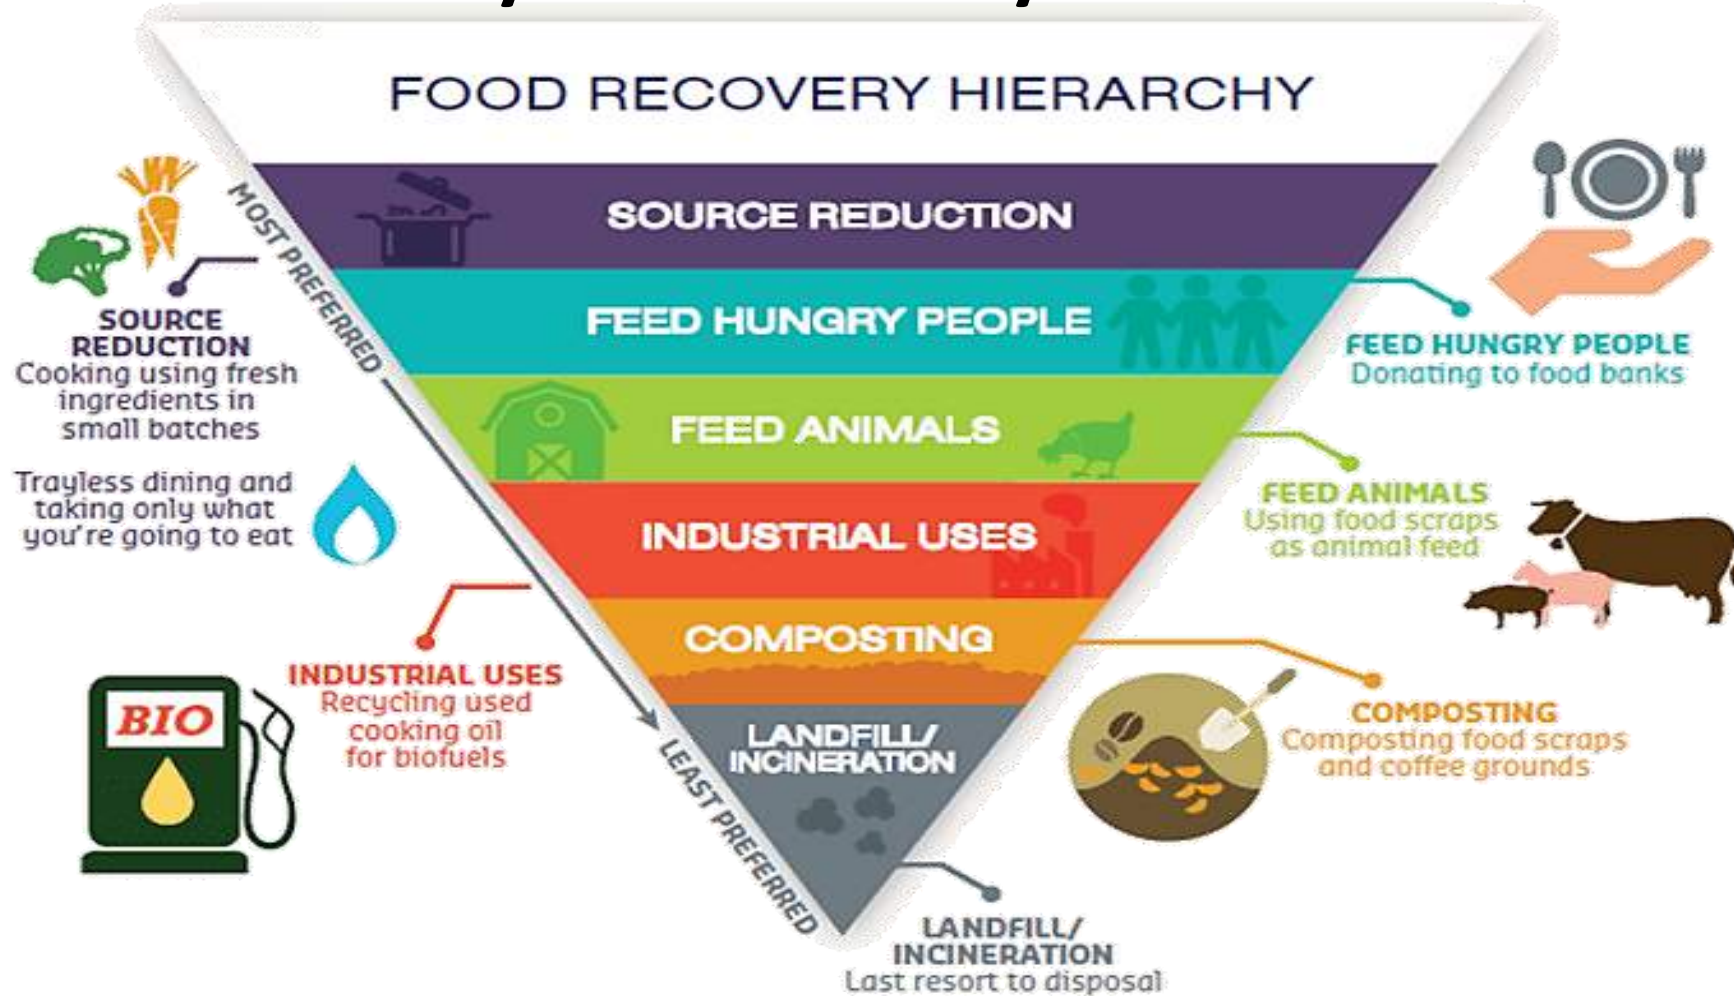 FOOD RECOVERY HIERARCHY
MOST PREFERRED
SOURCE REDUCTION
FEED HUNGRY PEOPLE
FEED ANIMALS
INDUSTRIAL USES
COMPOSTING
LANDFILL/
INCINERATION
LEAST PREFERRED
SOURCE
REDUCTION
Cooking using fresh
ingredients in
small batches
Trayless dining and
taking only what
you're going to eat
INDUSTRIAL USES
Recycling used
cooking oil
for biofuels
BIO
FEED HUNGRY PEOPLE
Donating to food banks
FEED ANIMALS
Using food scraps
as animal feed
COMPOSTING
Composting food scraps
and coffee grounds
LANDFILL/
INCINERATION
Last resort to disposal